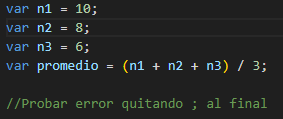 var n1 = 10;
var n2 = 8;
var n3 = 6;
var promedio = (n1 + n2 + n3) / 3;
//Probar error quitando ; al final